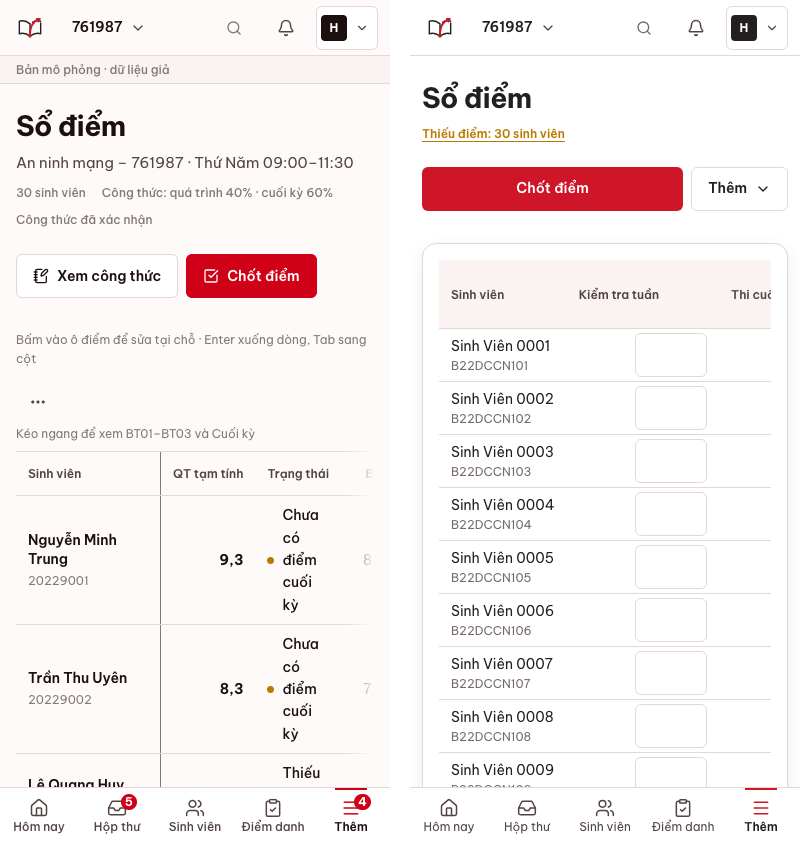 761987
H
Bản mô phỏng · dữ liệu giả
Sổ điểm
An ninh mạng – 761987 · Thứ Năm 09:00–11:30
30 sinh viên Công thức: quá trình 40% · cuối kỳ 60%
Công thức đã xác nhận
Xem công thức Chốt điểm
Bấm vào ô điểm để sửa tại chỗ · Enter xuống dòng, Tab sang
cột
...
Kéo ngang để xem BT01–BT03 và Cuối kỳ
Sinh viên QT tạm tính Trạng thái
Nguyễn Minh
Trung
20229001
9,3
Chưa
có
điểm
cuối
kỳ
8
Trần Thu Uyên
20229002
8,3
Chưa
có
điểm
cuối
kỳ
7
Lê Quang Huy
Thiếu
5
4
Hôm nay Hộp thư Sinh viên Điểm danh Thêm
761987
H
Sổ điểm
Thiếu điểm: 30 sinh viên
Chốt điểm Thêm
Sinh viên Kiểm tra tuần Thi cuố
Sinh Viên 0001
B22DCCN101
Sinh Viên 0002
B22DCCN102
Sinh Viên 0003
B22DCCN103
Sinh Viên 0004
B22DCCN104
Sinh Viên 0005
B22DCCN105
Sinh Viên 0006
B22DCCN106
Sinh Viên 0007
B22DCCN107
Sinh Viên 0008
B22DCCN108
Sinh Viên 0009
Hôm nay Hộp thư Sinh viên Điểm danh Thêm